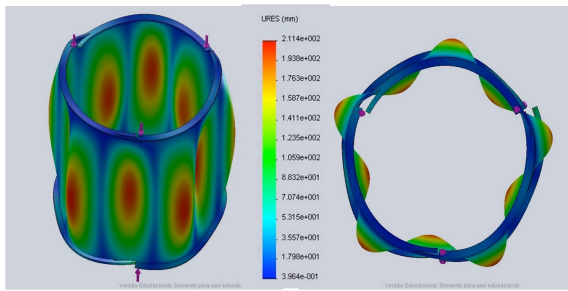 URES (mm)
2.114e+002
1.938e+002
1.763e+002
1.587e+002
1.411e+002
1.235e+002
1.059e+002
8.832e+001
7.074e+001
5.315e+001
3.557e+001
1.798e+001
3.964e-001
Versão Educacional. Somente para uso educac
Versão Educacional. Somente para uso educacional